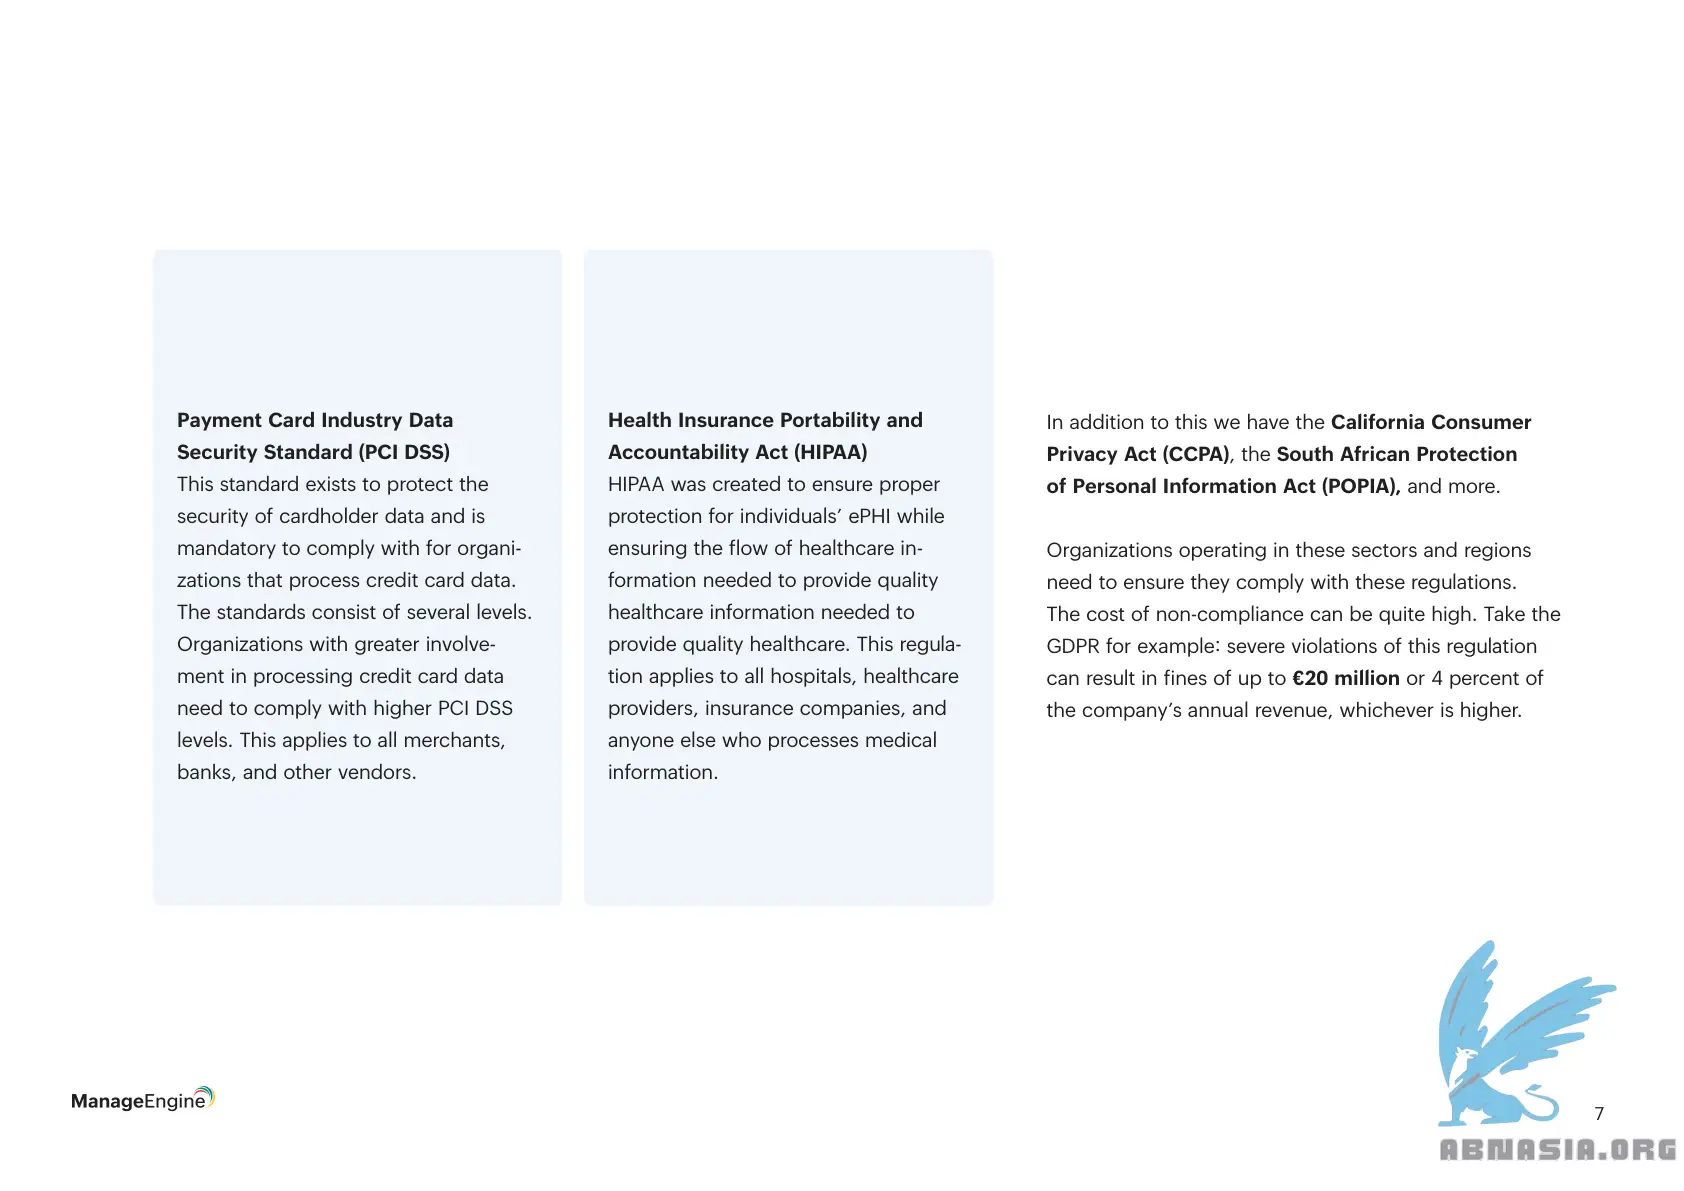 Payment Card Industry Data
Security Standard (PCI DSS)
This standard exists to protect the
security of cardholder data and is
mandatory to comply with for organi-
zations that process credit card data.
The standards consist of several levels.
Organizations with greater involve-
ment in processing credit card data
need to comply with higher PCI DSS
levels. This applies to all merchants,
banks, and other vendors.
Health Insurance Portability and
Accountability Act (HIPAA)
HIPAA was created to ensure proper
protection for individuals’ ePHI while
ensuring the flow of healthcare in-
formation needed to provide quality
healthcare information needed to
provide quality healthcare. This regula-
tion applies to all hospitals, healthcare
providers, insurance companies, and
anyone else who processes medical
information.
In addition to this we have the California Consumer
Privacy Act (CCPA), the South African Protection
of Personal Information Act (POPIA), and more.
Organizations operating in these sectors and regions
need to ensure they comply with these regulations.
The cost of non-compliance can be quite high. Take the
GDPR for example: severe violations of this regulation
can result in fines of up to €20 million or 4 percent of
the company’s annual revenue, whichever is higher.
ManageEngine
7
ABNASIA.ORG